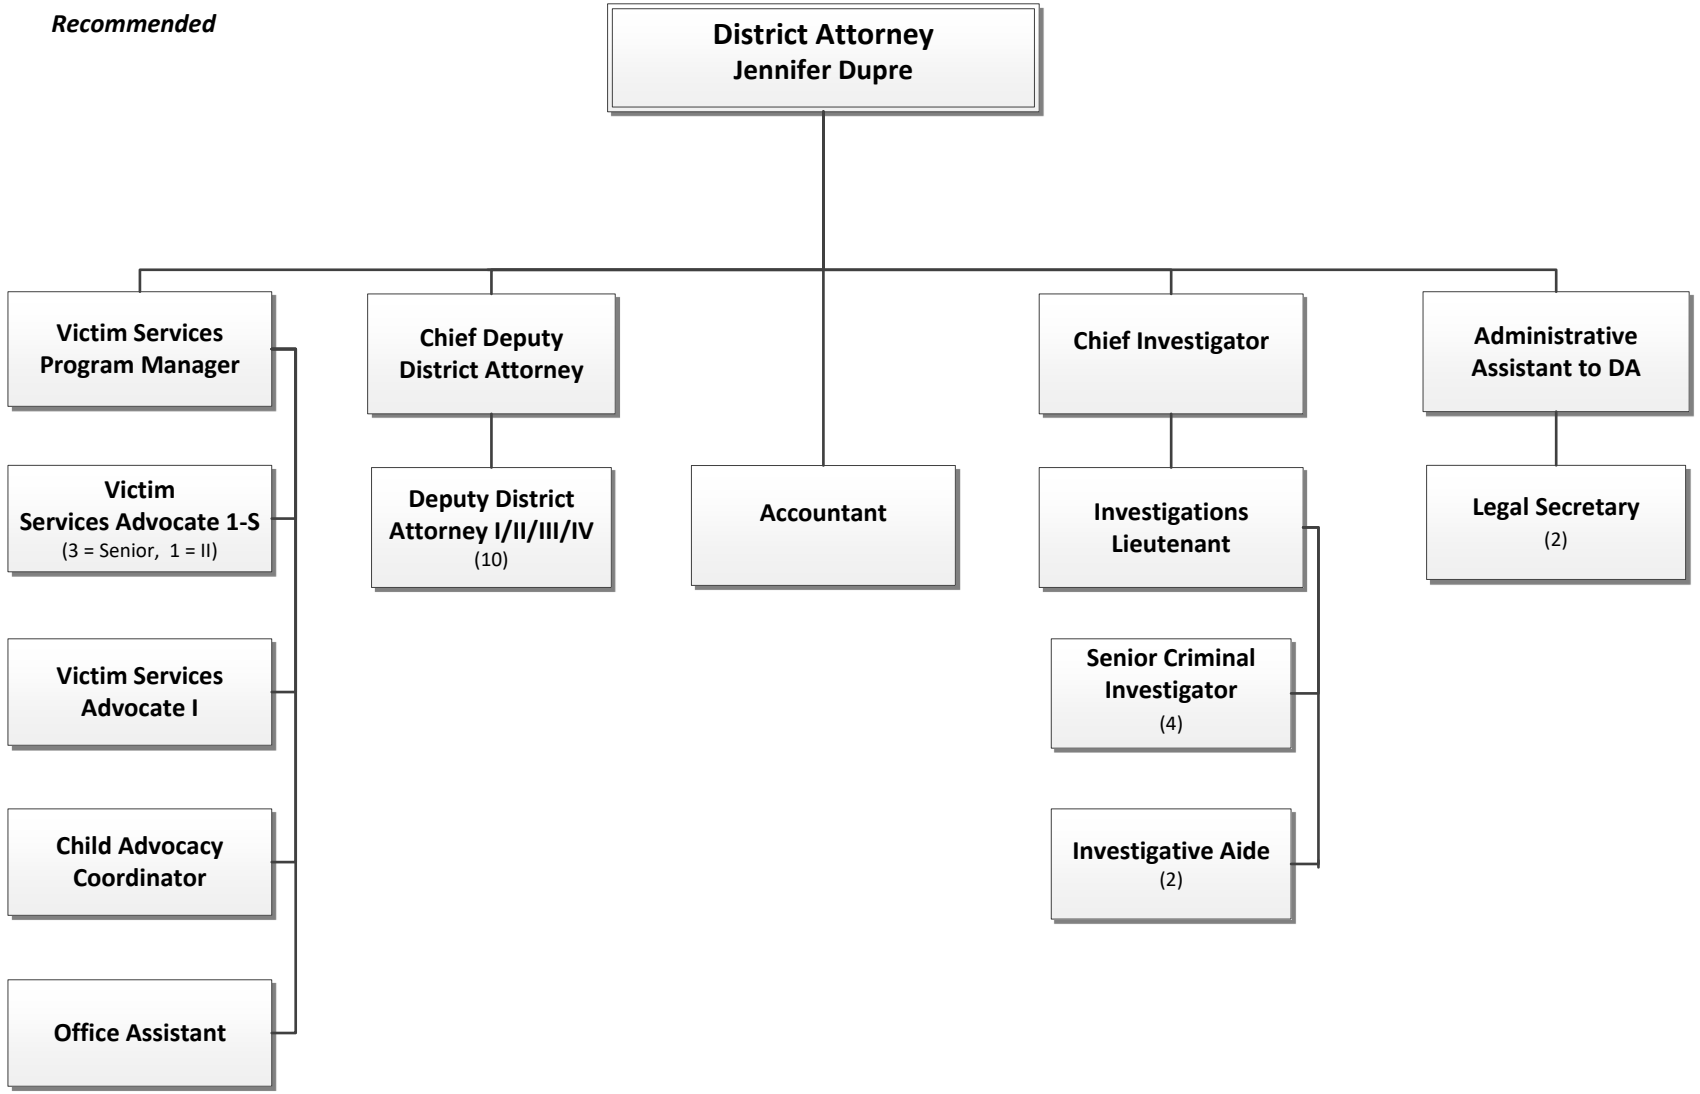 Recommended
District Attorney
Jennifer Dupre
Victim Services
Program Manager
Chief Deputy
District Attorney
Chief Investigator
Administrative
Assistant to DA
Victim
Services Advocate 1-S
(3 = Senior, 1 = II)
Deputy District
Attorney I/II/III/IV
(10)
Accountant
Investigations
Lieutenant
Legal Secretary
(2)
Victim Services
Advocate I
Senior Criminal
Investigator
(4)
Child Advocacy
Coordinator
Investigative Aide
(2)
Office Assistant